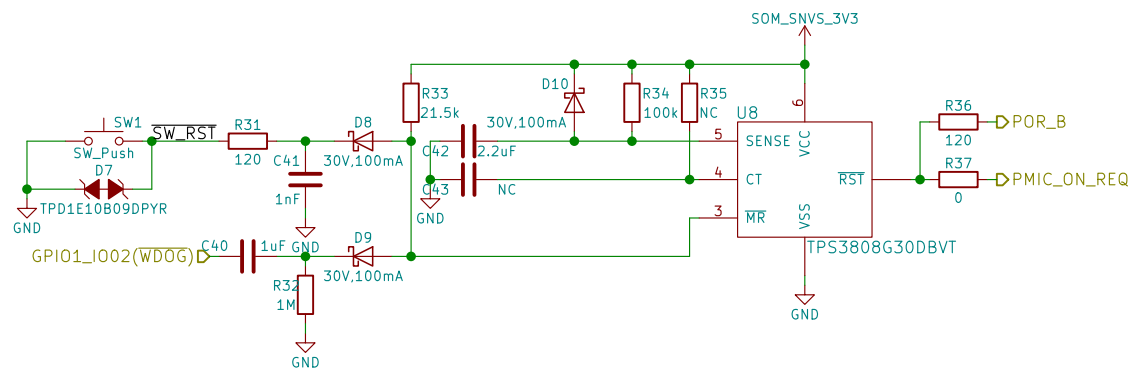 SOM_SNVS_3V3
R33
21.5k
D10
30V,100mA
R34
100k
R35
NC
U8
6
VCC
SENSE
5
CT
4
MR
3
VSS
RST
TPS3808G30DBVT
R36
120
POR_B
R37
0
PMIC_ON_REQ
SW1
SW_Push
SW_RST
D7
TPD1E10B09DPYR
GND
R31
120
C41
1nF
GND
D8
30V,100mA
C42
2.2uF
C43
NC
GND
GPIO1_IO02(WDOG)
C40
1uF
D9
30V,100mA
R32
1M
GND
GND